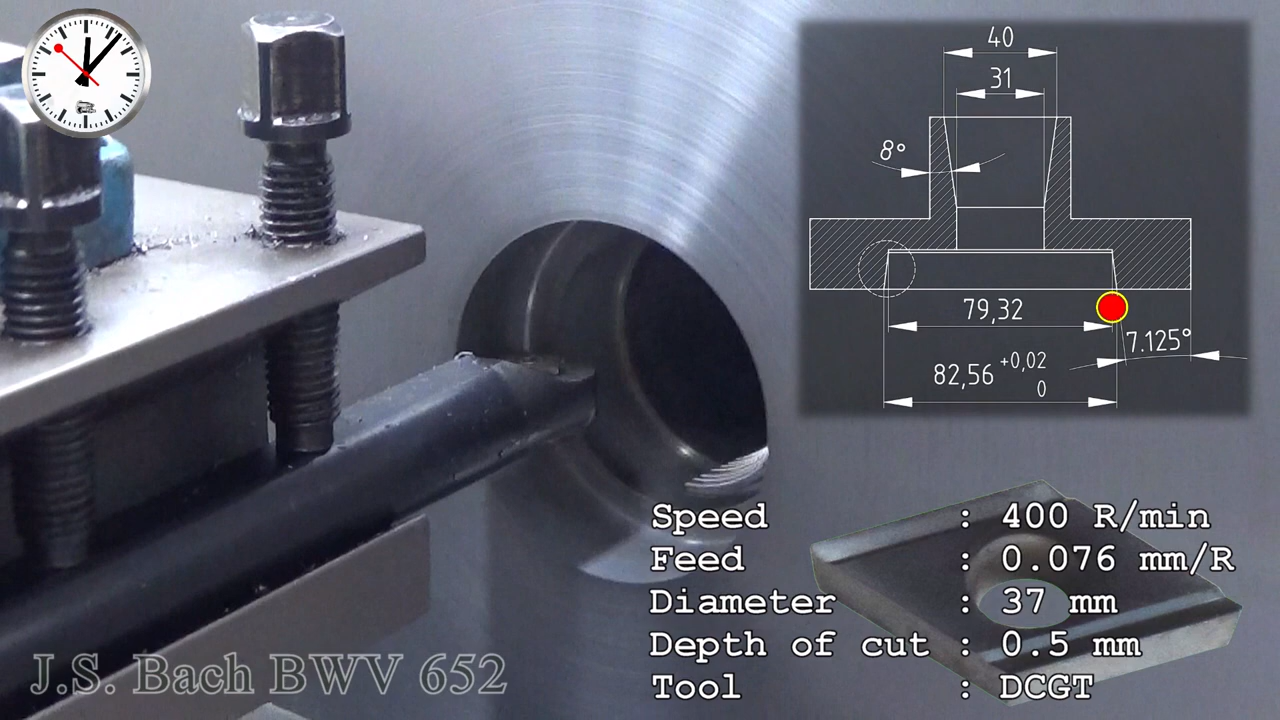 40
31
8°
79,32
7.125°
82,56 +0,02
0
Speed : 400 R/min
Feed : 0.076 mm/R
Diameter : 37 mm
Depth of cut : 0.5 mm
Tool : DCGT
J.S. Bach BWV 652